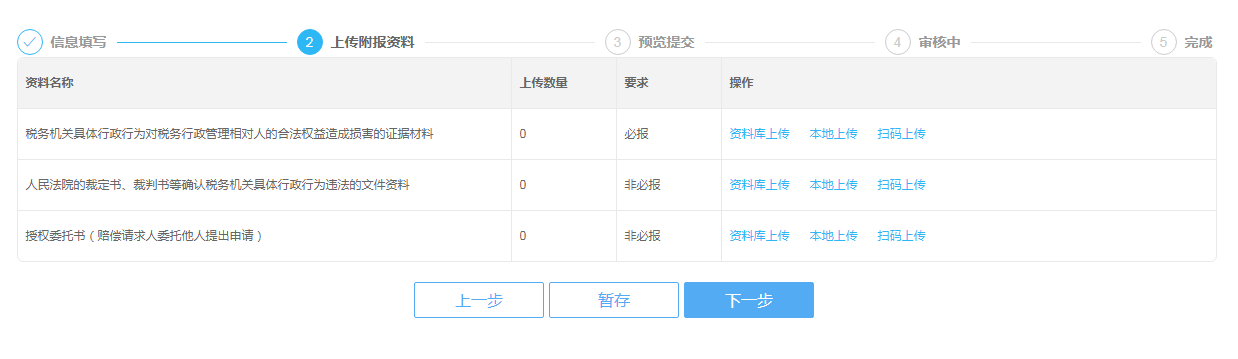 信息填写 2 上传附报资料 3 预览提交 4 审核中 5 完成
资料名称 上传数量 要求 操作
税务机关具体行政行为对税务行政管理相对人的合法权益造成损害的证据材料 0 必报 资料库上传 本地上传 扫码上传
人民法院的裁定书、裁判书等确认税务机关具体行政行为违法的文件资料 0 非必报 资料库上传 本地上传 扫码上传
授权委托书（赔偿请求人委托他人提出申请） 0 非必报 资料库上传 本地上传 扫码上传
上一步 暂存 下一步